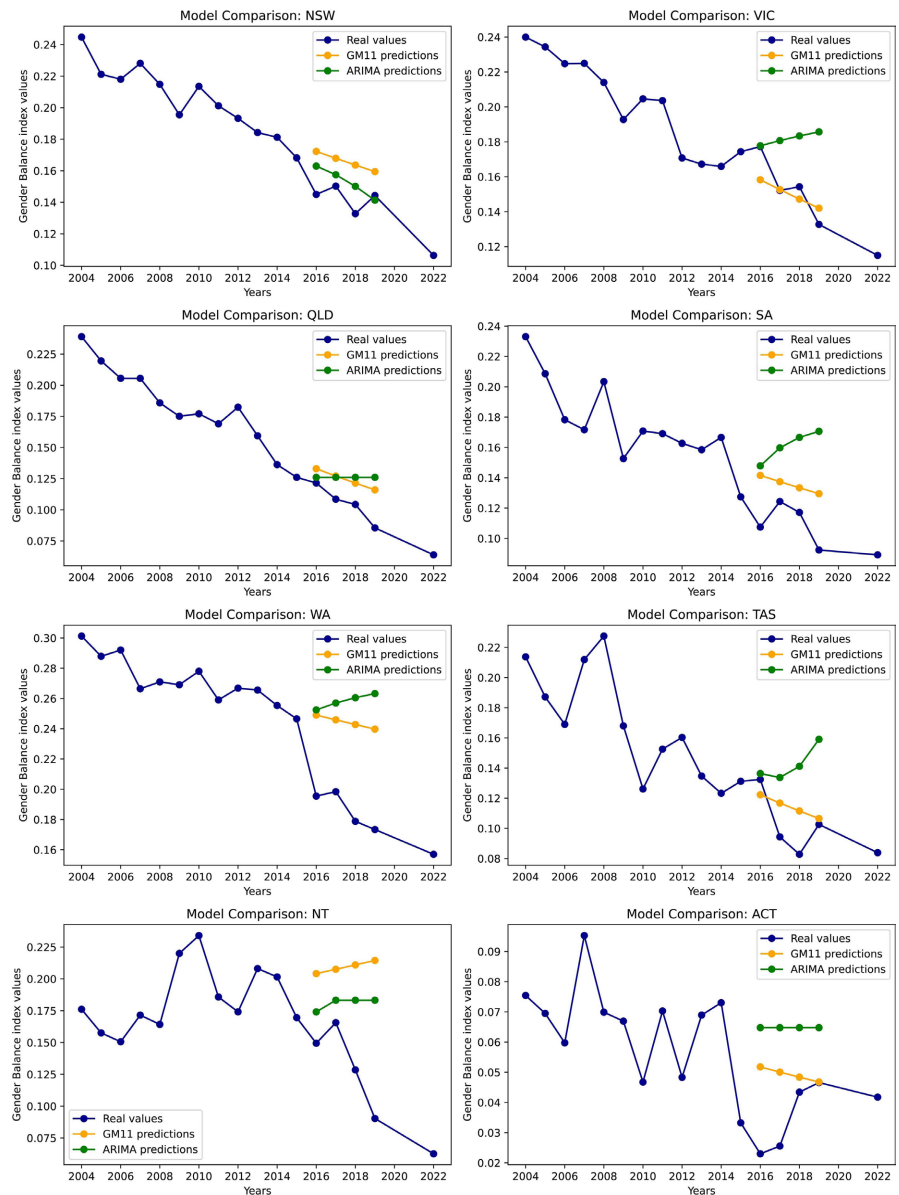 Model Comparison: NSW
Gender Balance index values
0.24
0.22
0.20
0.18
0.16
0.14
0.12
0.10
Real values
GM11 predictions
ARIMA predictions
2004 2006 2008 2010 2012 2014 2016 2018 2020 2022
Years
Model Comparison: VIC
Gender Balance index values
0.24
0.22
0.20
0.18
0.16
0.14
0.12
Real values
GM11 predictions
ARIMA predictions
2004 2006 2008 2010 2012 2014 2016 2018 2020 2022
Years
Model Comparison: QLD
Gender Balance index values
0.225
0.200
0.175
0.150
0.125
0.100
0.075
Real values
GM11 predictions
ARIMA predictions
2004 2006 2008 2010 2012 2014 2016 2018 2020 2022
Years
Model Comparison: SA
Gender Balance index values
0.24
0.22
0.20
0.18
0.16
0.14
0.12
0.10
Real values
GM11 predictions
ARIMA predictions
2004 2006 2008 2010 2012 2014 2016 2018 2020 2022
Years
Model Comparison: WA
Gender Balance index values
0.30
0.28
0.26
0.24
0.22
0.20
0.18
0.16
Real values
GM11 predictions
ARIMA predictions
2004 2006 2008 2010 2012 2014 2016 2018 2020 2022
Years
Model Comparison: TAS
Gender Balance index values
0.22
0.20
0.18
0.16
0.14
0.12
0.10
0.08
Real values
GM11 predictions
ARIMA predictions
2004 2006 2008 2010 2012 2014 2016 2018 2020 2022
Years
Model Comparison: NT
Gender Balance index values
0.225
0.200
0.175
0.150
0.125
0.100
0.075
Real values
GM11 predictions
ARIMA predictions
2004 2006 2008 2010 2012 2014 2016 2018 2020 2022
Years
Model Comparison: ACT
Gender Balance index values
0.09
0.08
0.07
0.06
0.05
0.04
0.03
0.02
Real values
GM11 predictions
ARIMA predictions
2004 2006 2008 2010 2012 2014 2016 2018 2020 2022
Years